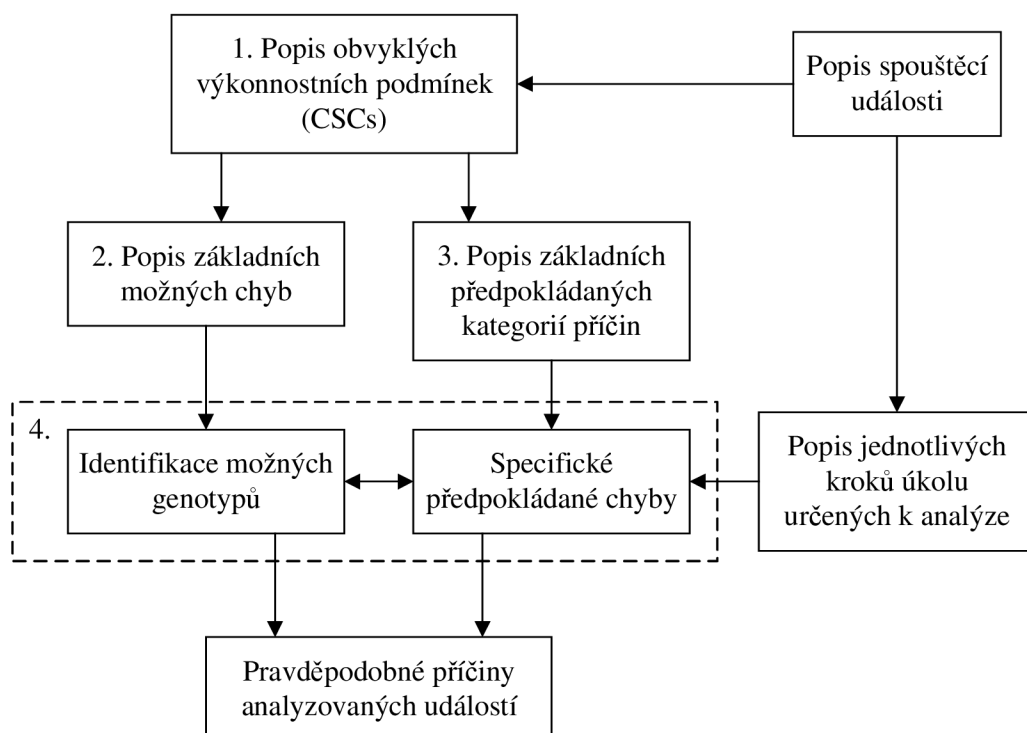 1. Popis obvyklých
výkonnostních podmínek
(CSCs)
Popis spouštěcí
události
2. Popis základních
možných chyb
3. Popis základních
předpokládaných
kategorií příčin
4.
Identifikace možných
genotypů
Specifické
předpokládané chyby
Popis jednotlivých
kroků úkolu
určených k analýze
Pravděpodobné příčiny
analyzovaných událostí